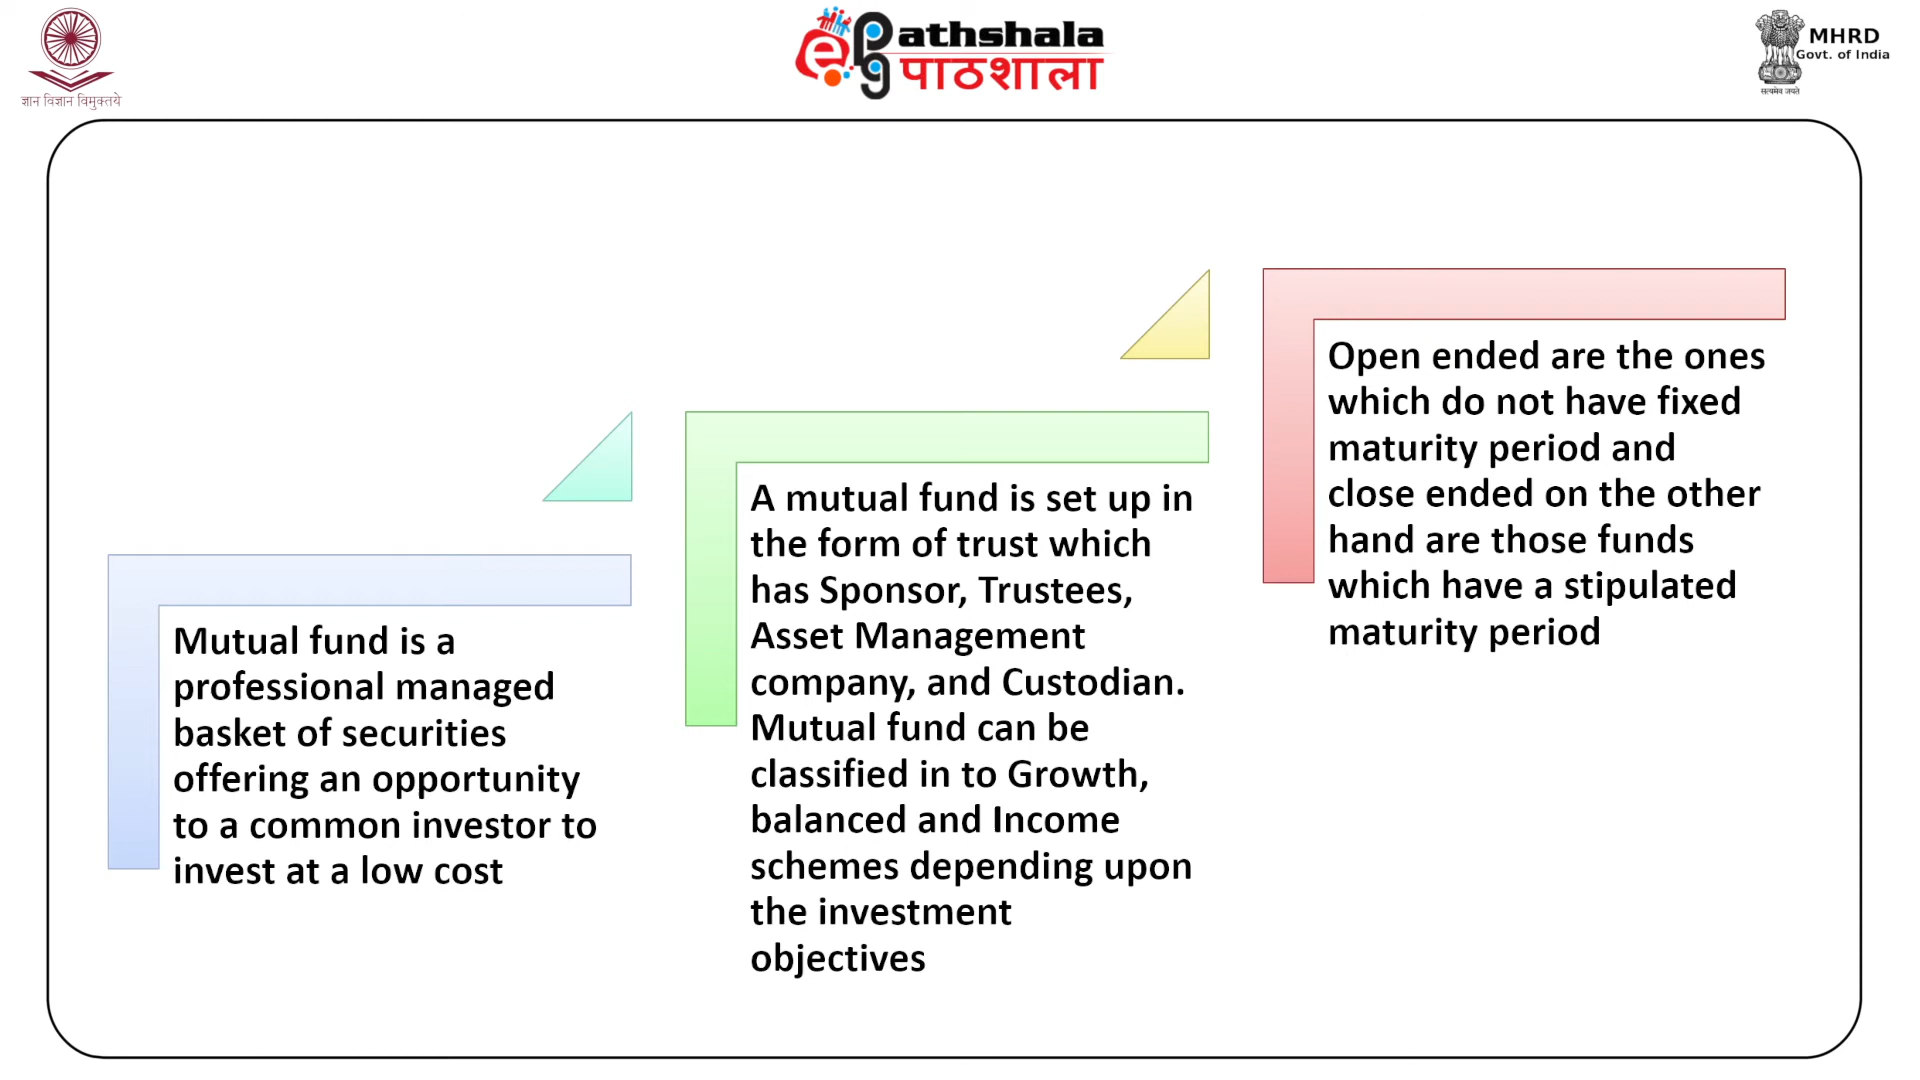 ज्ञान विज्ञान विमुक्तये
ePathshala
पाठशाला
MHRD
Govt. of India
सत्यमेव जयते
Mutual fund is a
professional managed
basket of securities
offering an opportunity
to a common investor to
invest at a low cost
A mutual fund is set up in
the form of trust which
has Sponsor, Trustees,
Asset Management
company, and Custodian.
Mutual fund can be
classified in to Growth,
balanced and Income
schemes depending upon
the investment
objectives
Open ended are the ones
which do not have fixed
maturity period and
close ended on the other
hand are those funds
which have a stipulated
maturity period